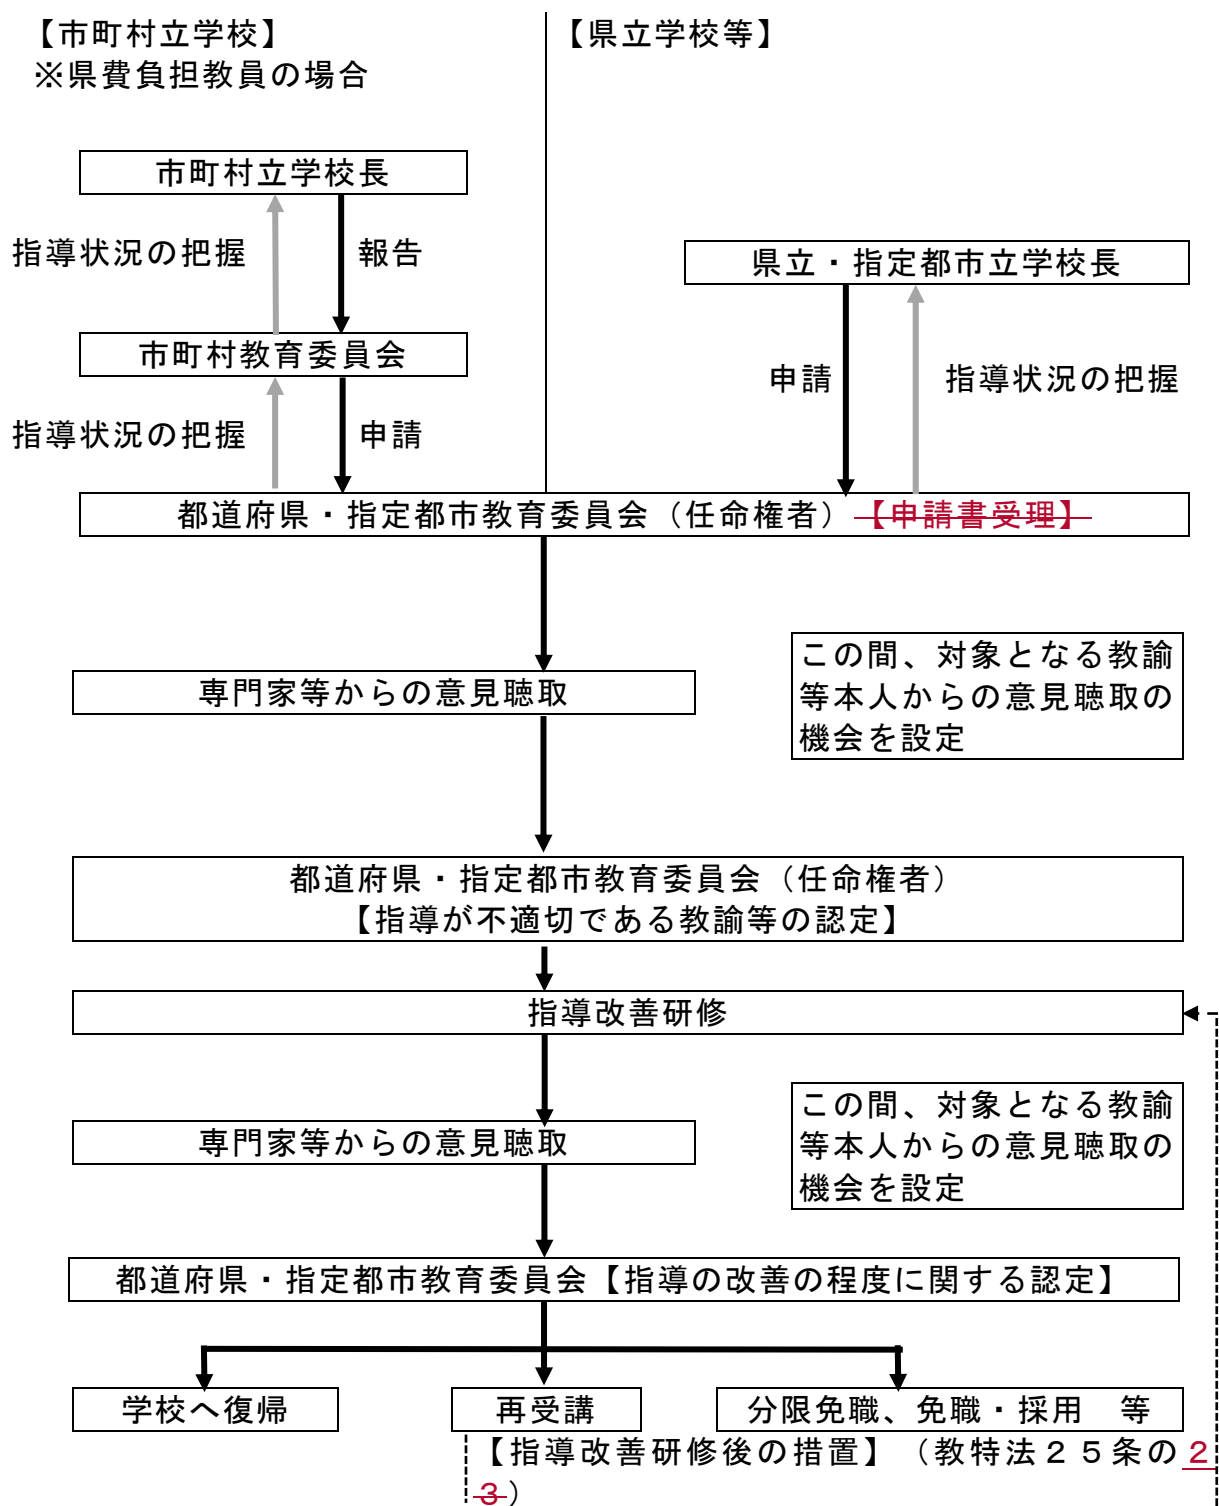 【市町村立学校】
※県費負担教員の場合
【県立学校等】
市町村立学校長
指導状況の把握
報告
市町村教育委員会
指導状況の把握
申請
県立・指定都市立学校長
申請
指導状況の把握
都道府県・指定都市教育委員会（任命権者）【申請書受理】
専門家等からの意見聴取
この間、対象となる教諭
等本人からの意見聴取の
機会を設定
都道府県・指定都市教育委員会（任命権者）
【指導が不適切である教諭等の認定】
指導改善研修
専門家等からの意見聴取
この間、対象となる教諭
等本人からの意見聴取の
機会を設定
都道府県・指定都市教育委員会【指導の改善の程度に関する認定】
学校へ復帰
再受講
分限免職、免職・採用　等
【指導改善研修後の措置】（教特法２５条の２
３）